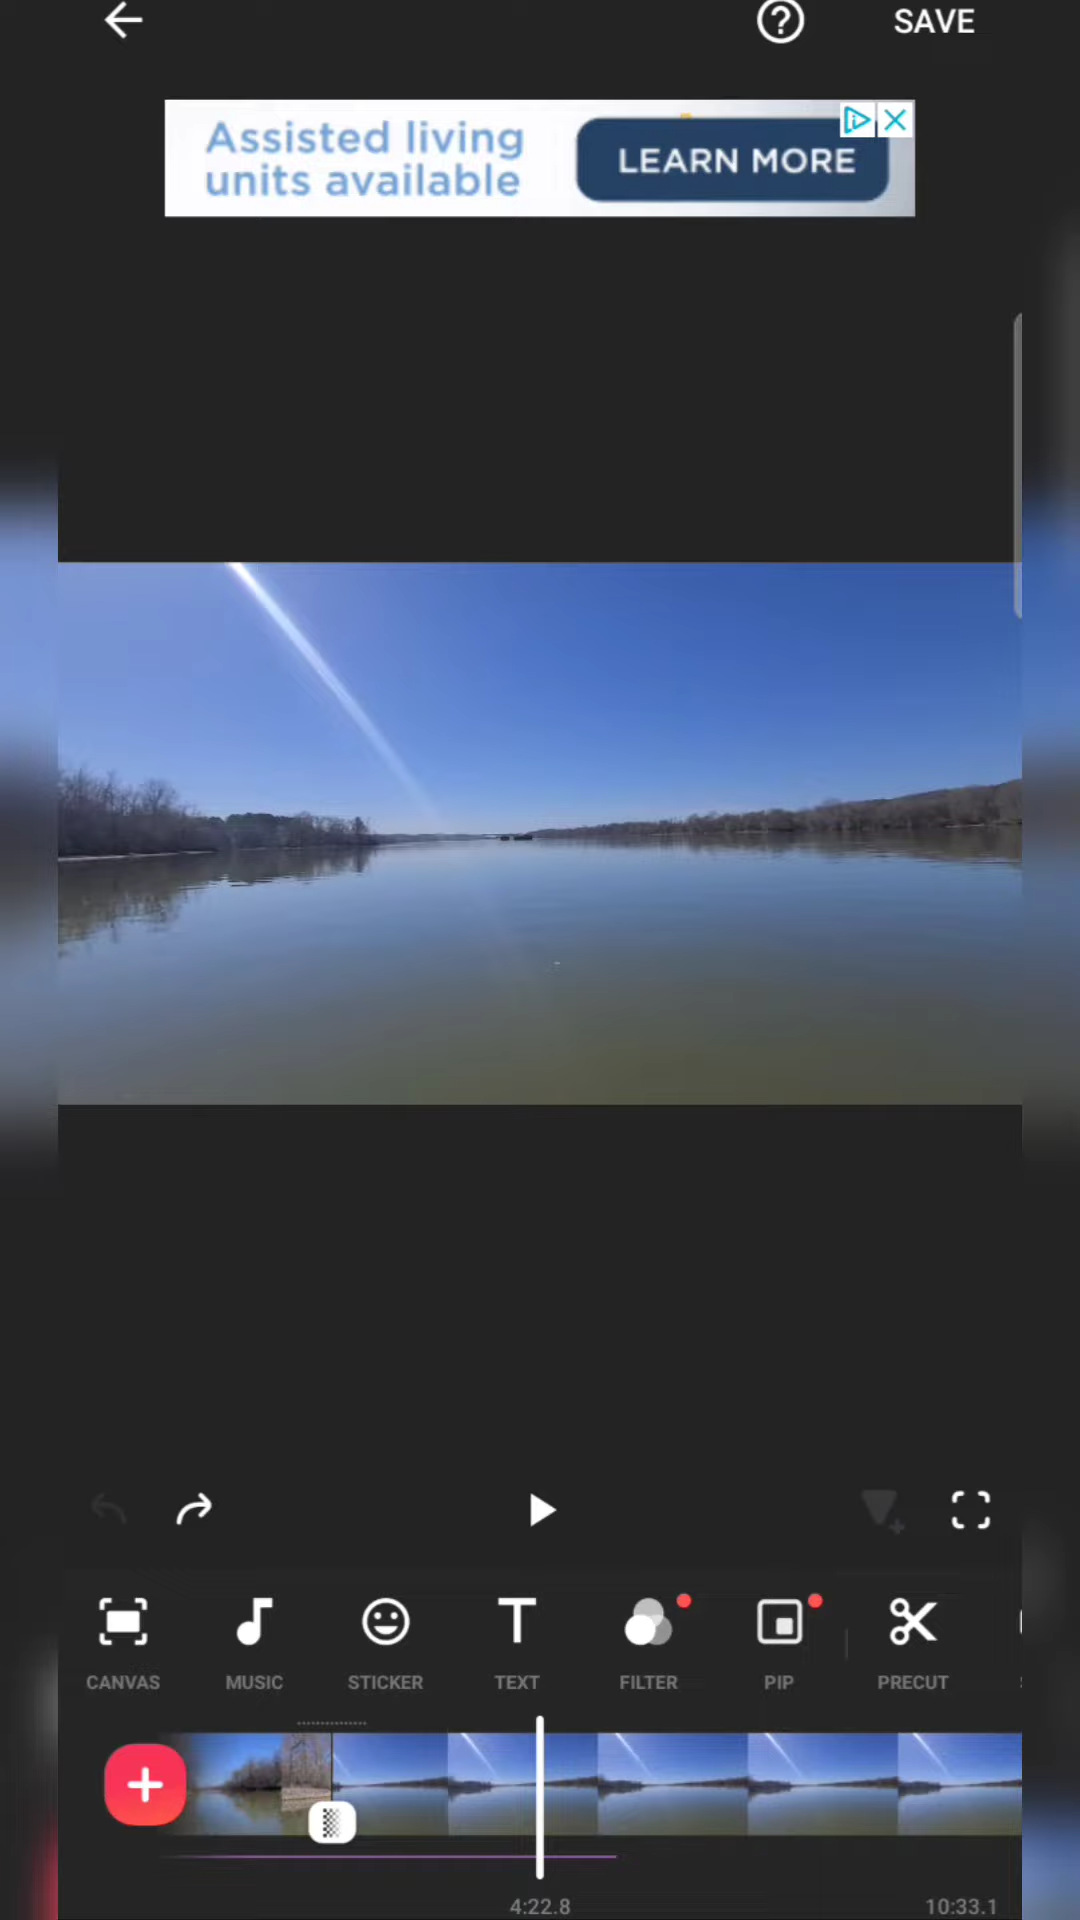 SAVE
Assisted living
units available
LEARN MORE
CANVAS
MUSIC
STICKER
TEXT
FILTER
PIP
PRECUT
4:22.8
10:33.1